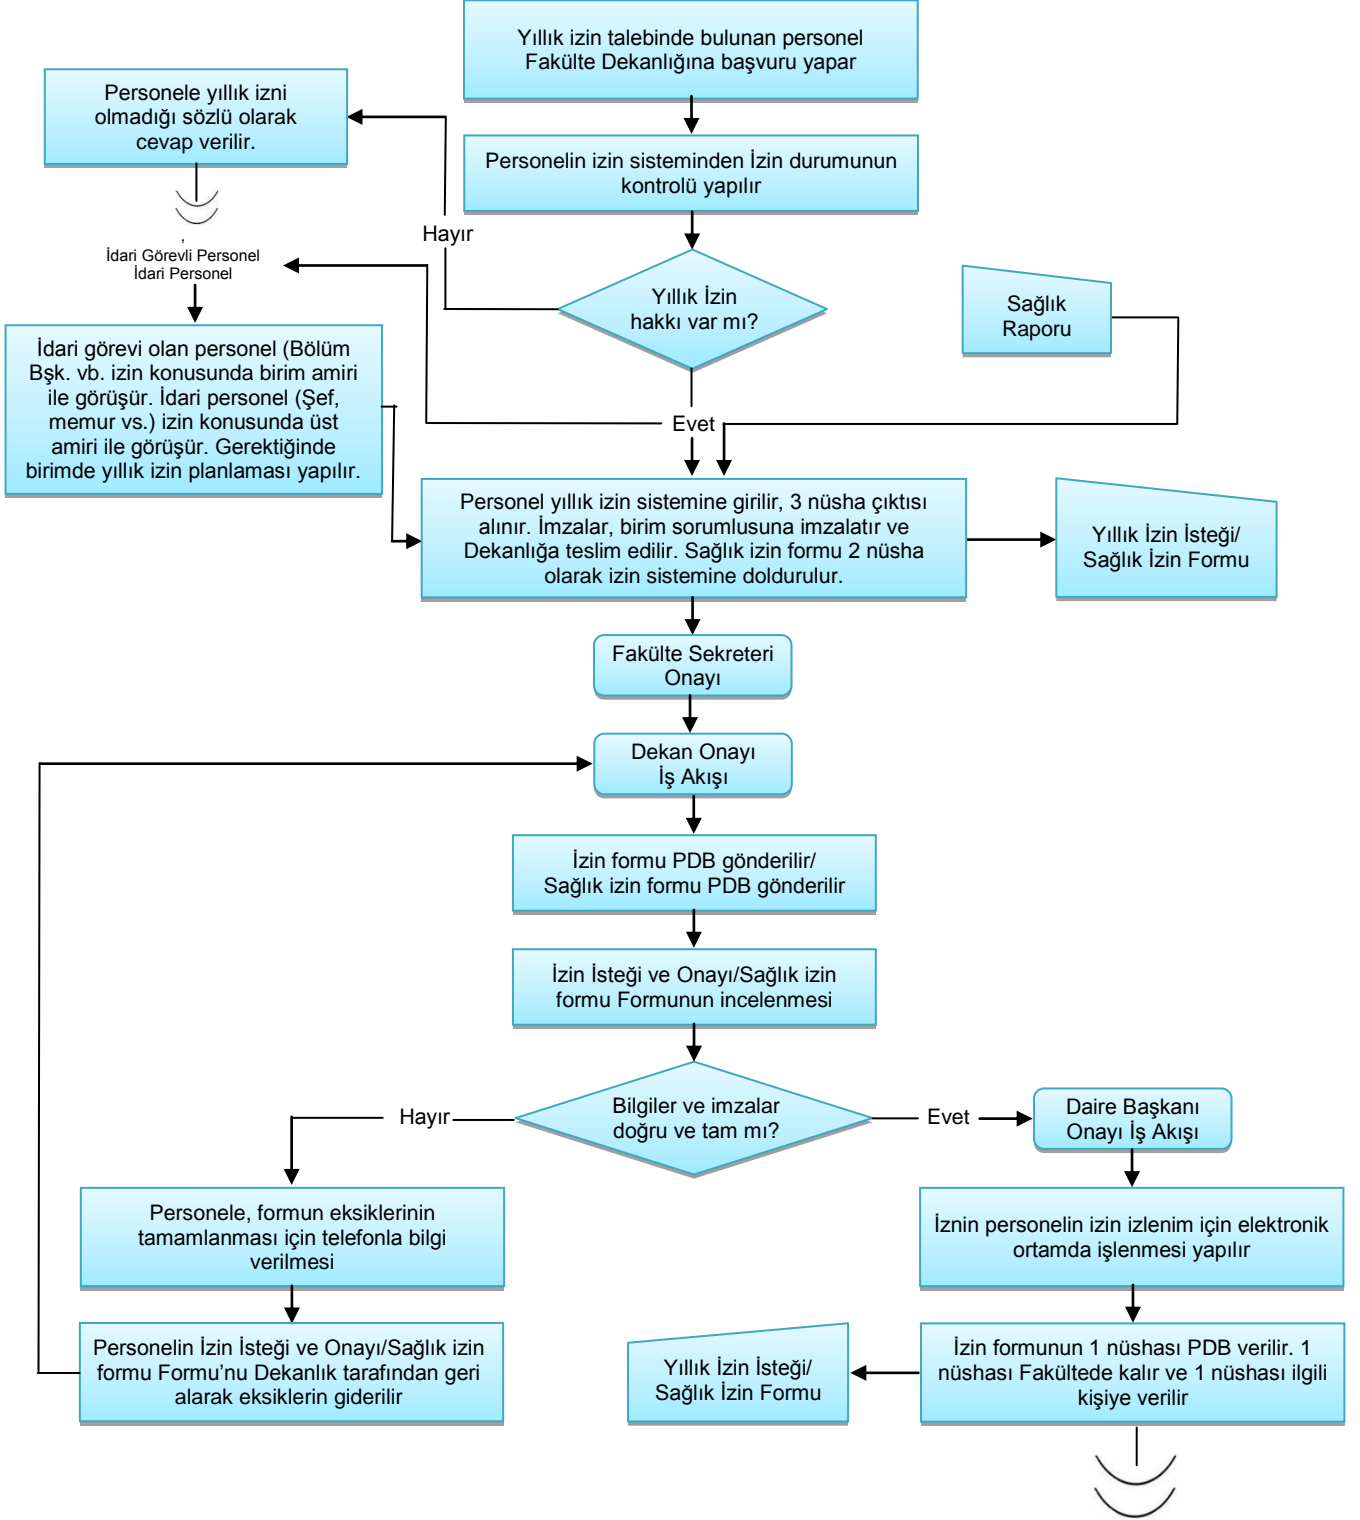 Yıllık izin talebinde bulunan personel
Fakülte Dekanlığına başvuru yapar
Personele yıllık izni
olmadığı sözlü olarak
cevap verilir.
Personelin izin sisteminden İzin durumunun
kontrolü yapılır
Hayır
,
İdari Görevli Personel
İdari Personel
Yıllık İzin
hakkı var mı?
Sağlık
Raporu
İdari görevi olan personel (Bölüm
Bşk. vb. izin konusunda birim amiri
ile görüşür. İdari personel (Şef,
memur vs.) izin konusunda üst
amiri ile görüşür. Gerektiğinde
birimde yıllık izin planlaması yapılır.
Evet
Personel yıllık izin sistemine girilir, 3 nüsha çıktısı
alınır. İmzalar, birim sorumlusuna imzalatır ve
Dekanlığa teslim edilir. Sağlık izin formu 2 nüsha
olarak izin sistemine doldurulur.
Yıllık İzin İsteği/
Sağlık İzin Formu
Fakülte Sekreteri
Onayı
Dekan Onayı
İş Akışı
İzin formu PDB gönderilir/
Sağlık izin formu PDB gönderilir
İzin İsteği ve Onayı/Sağlık izin
formu Formunun incelenmesi
Bilgiler ve imzalar
doğru ve tam mı?
Hayır
Evet
Daire Başkanı
Onayı İş Akışı
Personele, formun eksiklerinin
tamamlanması için telefonla bilgi
verilmesi
İznin personelin izin izlenim için elektronik
ortamda işlenmesi yapılır
Personelin İzin İsteği ve Onayı/Sağlık izin
formu Formu’nu Dekanlık tarafından geri
alarak eksiklerin giderilir
Yıllık İzin İsteği/
Sağlık İzin Formu
İzin formunun 1 nüshası PDB verilir. 1
nüshası Fakültede kalır ve 1 nüshası ilgili
kişiye verilir